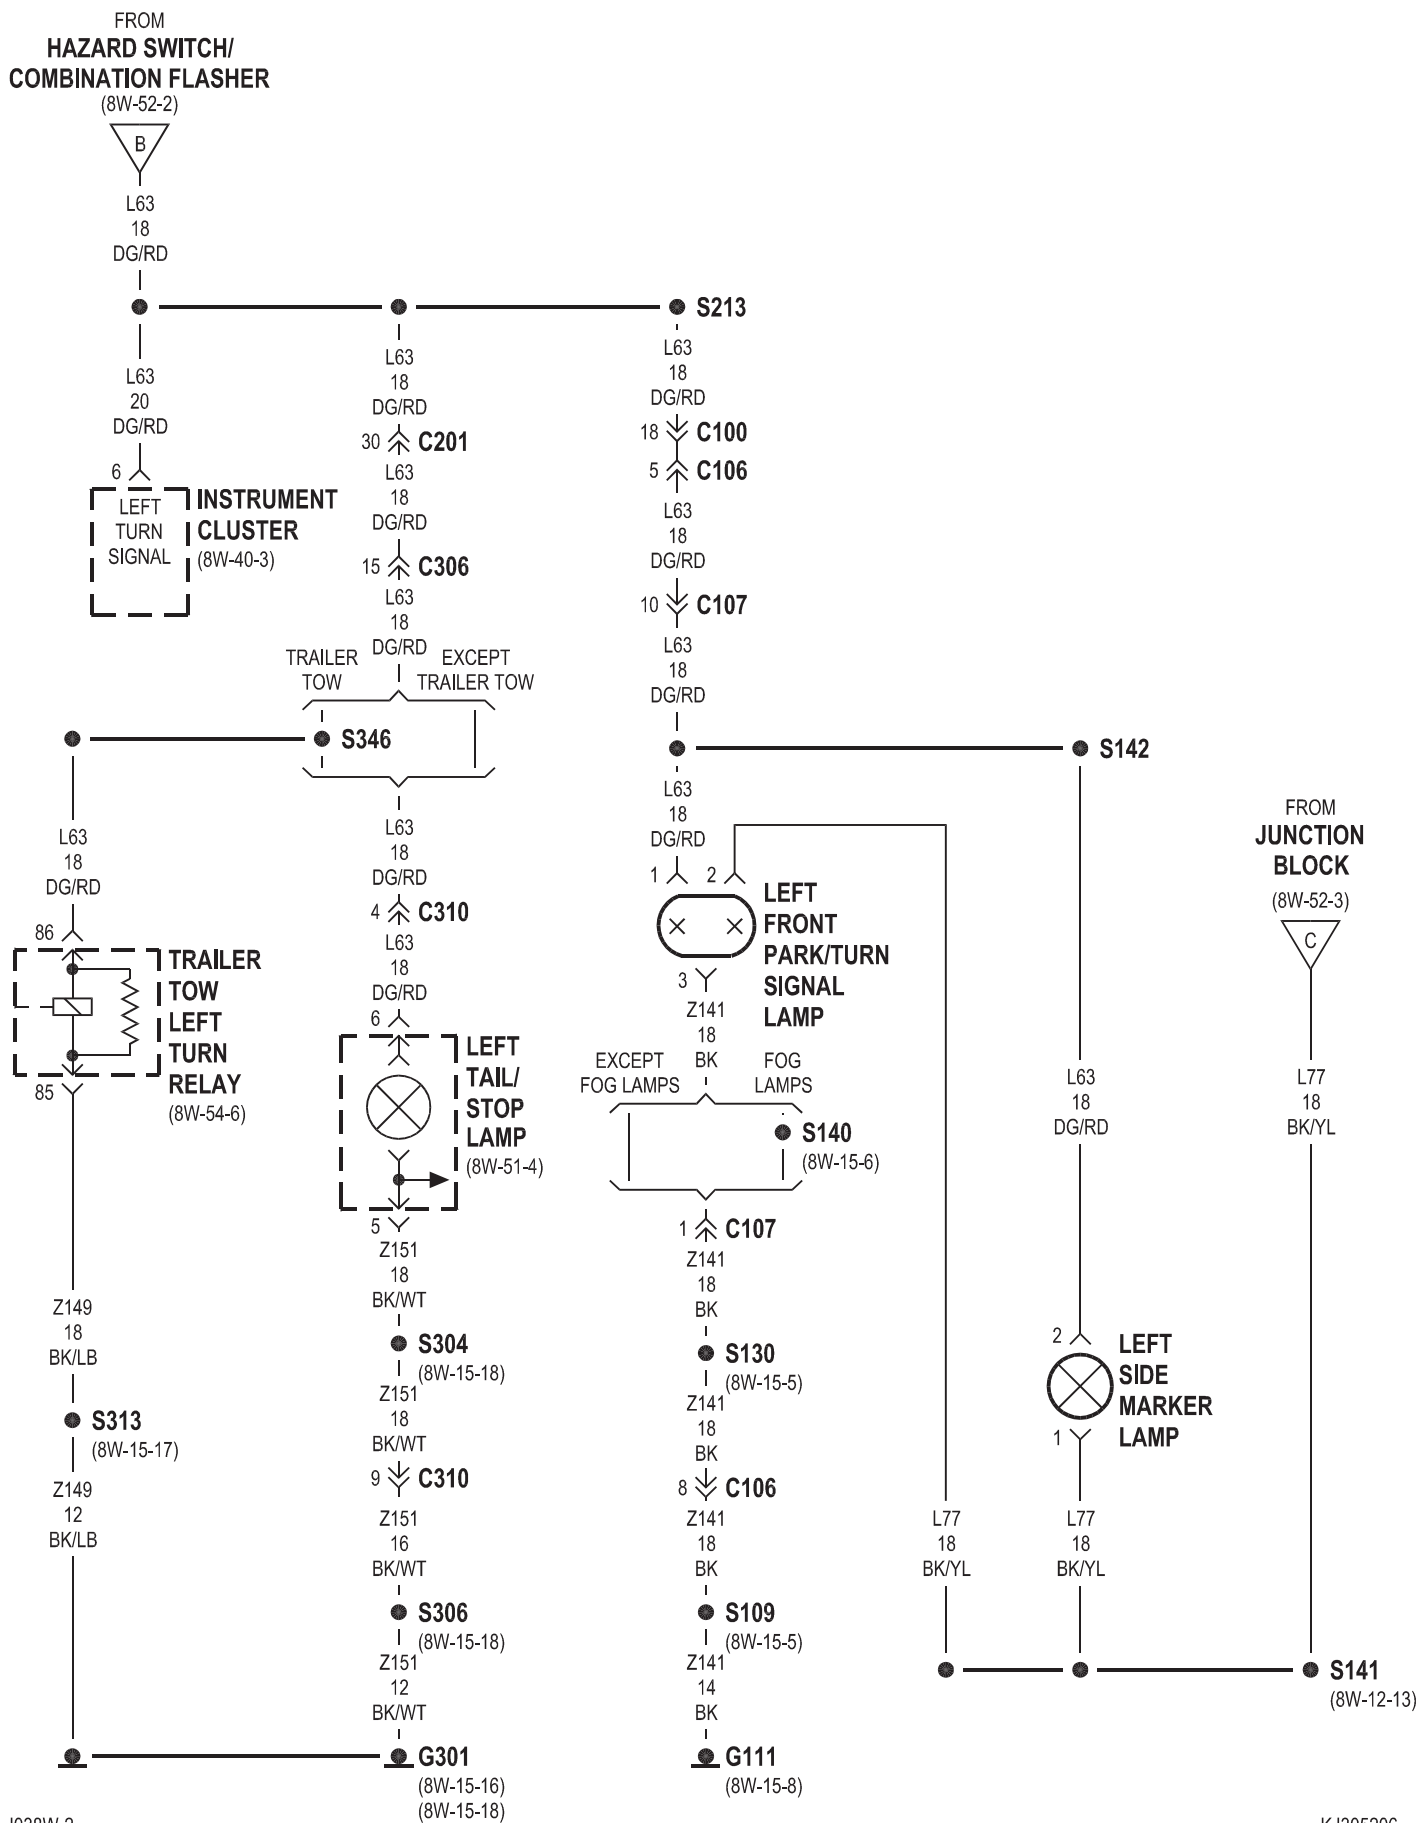 FROM
HAZARD SWITCH/
COMBINATION FLASHER
(8W-52-2)
B
L63
18
DG/RD
S213
L63
20
DG/RD
6
LEFT
TURN
SIGNAL
INSTRUMENT
CLUSTER
(8W-40-3)
L63
18
DG/RD
30 C201
L63
18
DG/RD
15 C306
L63
18
DG/RD
TRAILER
TOW
EXCEPT
TRAILER TOW
S346
L63
18
DG/RD
86
TRAILER
TOW
LEFT
TURN
RELAY
(8W-54-6)
85
Z149
18
BK/LB
S313
(8W-15-17)
Z149
12
BK/LB
L63
18
DG/RD
4 C310
L63
18
DG/RD
6
LEFT
TAIL/
STOP
LAMP
(8W-51-4)
5
Z151
18
BK/WT
S304
(8W-15-18)
Z151
18
BK/WT
9 C310
Z151
16
BK/WT
S306
(8W-15-18)
Z151
12
BK/WT
G301
(8W-15-16)
(8W-15-18)
L63
18
DG/RD
18 C100
5 C106
L63
18
DG/RD
10 C107
L63
18
DG/RD
S142
L63
18
DG/RD
1 2
LEFT
FRONT
PARK/TURN
SIGNAL
LAMP
3
Z141
18
BK
EXCEPT
FOG LAMPS
FOG
LAMPS
S140
(8W-15-6)
1 C107
Z141
18
BK
S130
(8W-15-5)
Z141
18
BK
8 C106
Z141
18
BK
S109
(8W-15-5)
Z141
14
BK
G111
(8W-15-8)
L77
18
BK/YL
L63
18
DG/RD
2
LEFT
SIDE
MARKER
LAMP
1
L77
18
BK/YL
FROM
JUNCTION
BLOCK
(8W-52-3)
C
L77
18
BK/YL
S141
(8W-12-13)